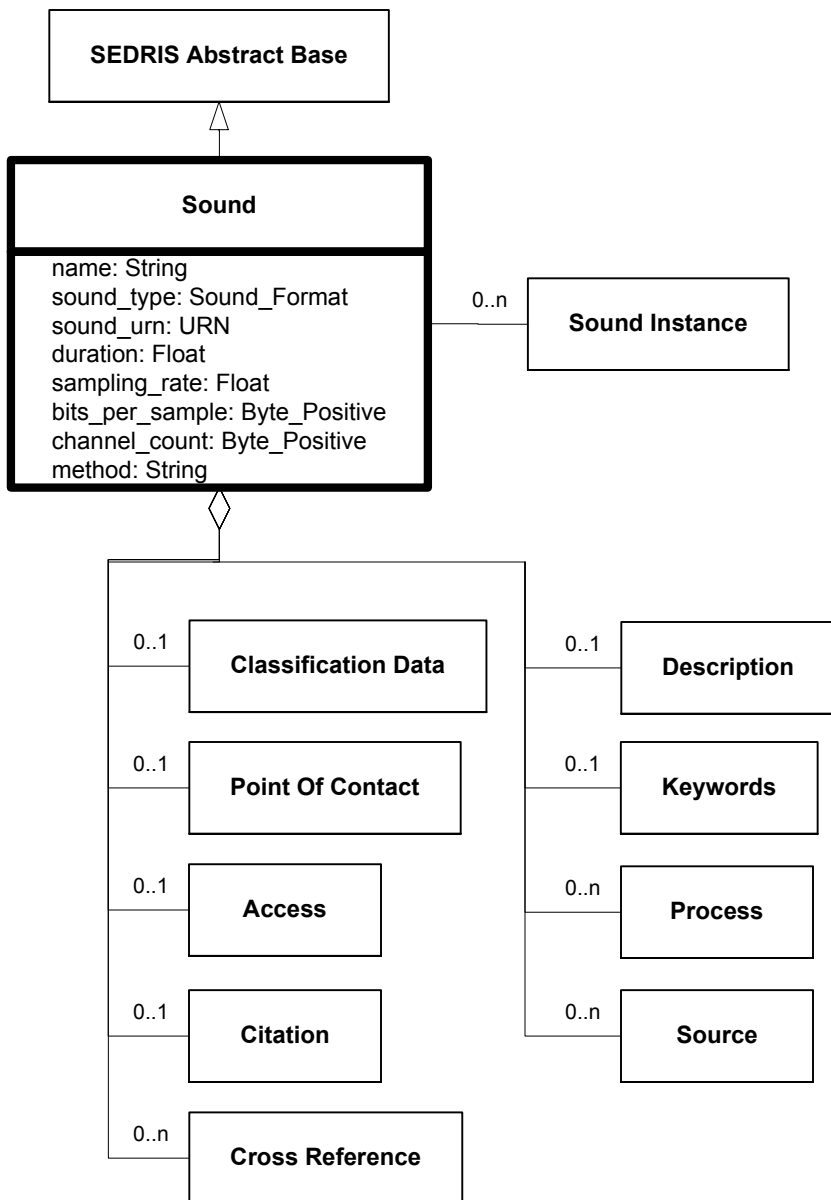 SEDRIS Abstract Base
Sound
name: String
sound_type: Sound_Format
sound_urn: URN
duration: Float
sampling_rate: Float
bits_per_sample: Byte_Positive
channel_count: Byte_Positive
method: String
0..n
Sound Instance
0..1
Classification Data
0..1
Point Of Contact
0..1
Access
0..1
Citation
0..n
Cross Reference
0..1
Description
0..1
Keywords
0..n
Process
0..n
Source